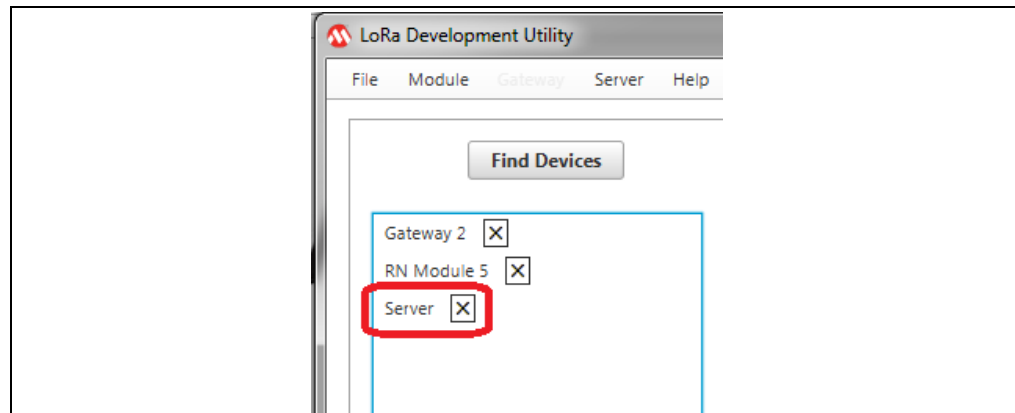 LoRa Development Utility
File Module Gateway Server Help
Find Devices
Gateway 2
RN Module 5
Server